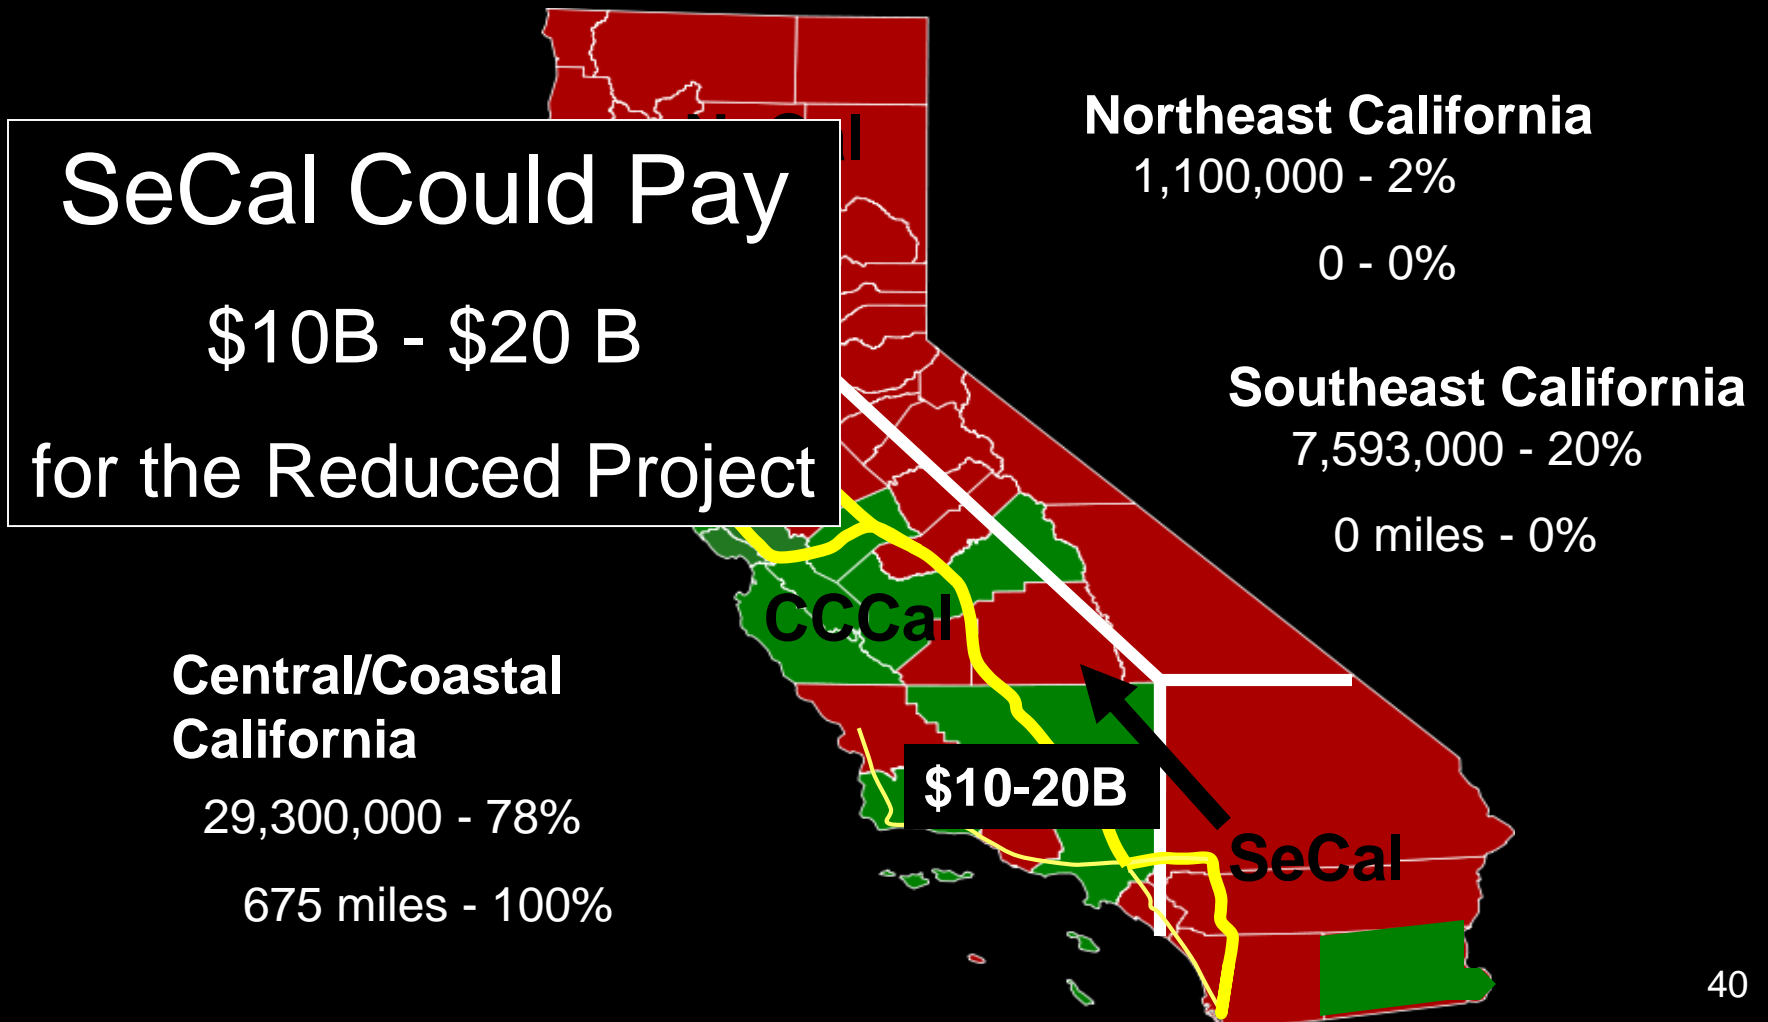 SeCal Could Pay
$10B - $20 B
for the Reduced Project
Northeast California
1,100,000 - 2%
0 - 0%
Southeast California
7,593,000 - 20%
0 miles - 0%
CCCal
Central/Coastal
California
29,300,000 - 78%
675 miles - 100%
$10-20B
SeCal
40